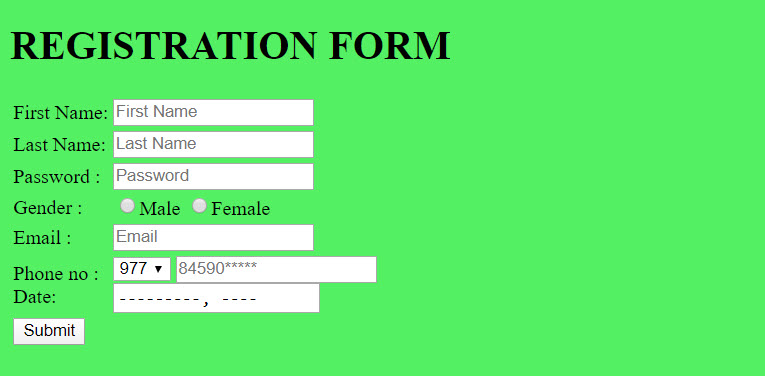 REGISTRATION FORM
First Name: First Name
Last Name: Last Name
Password : Password
Gender : Male Female
Email : Email
Phone no : 977 84590*****
Date: ---------, ----
Submit